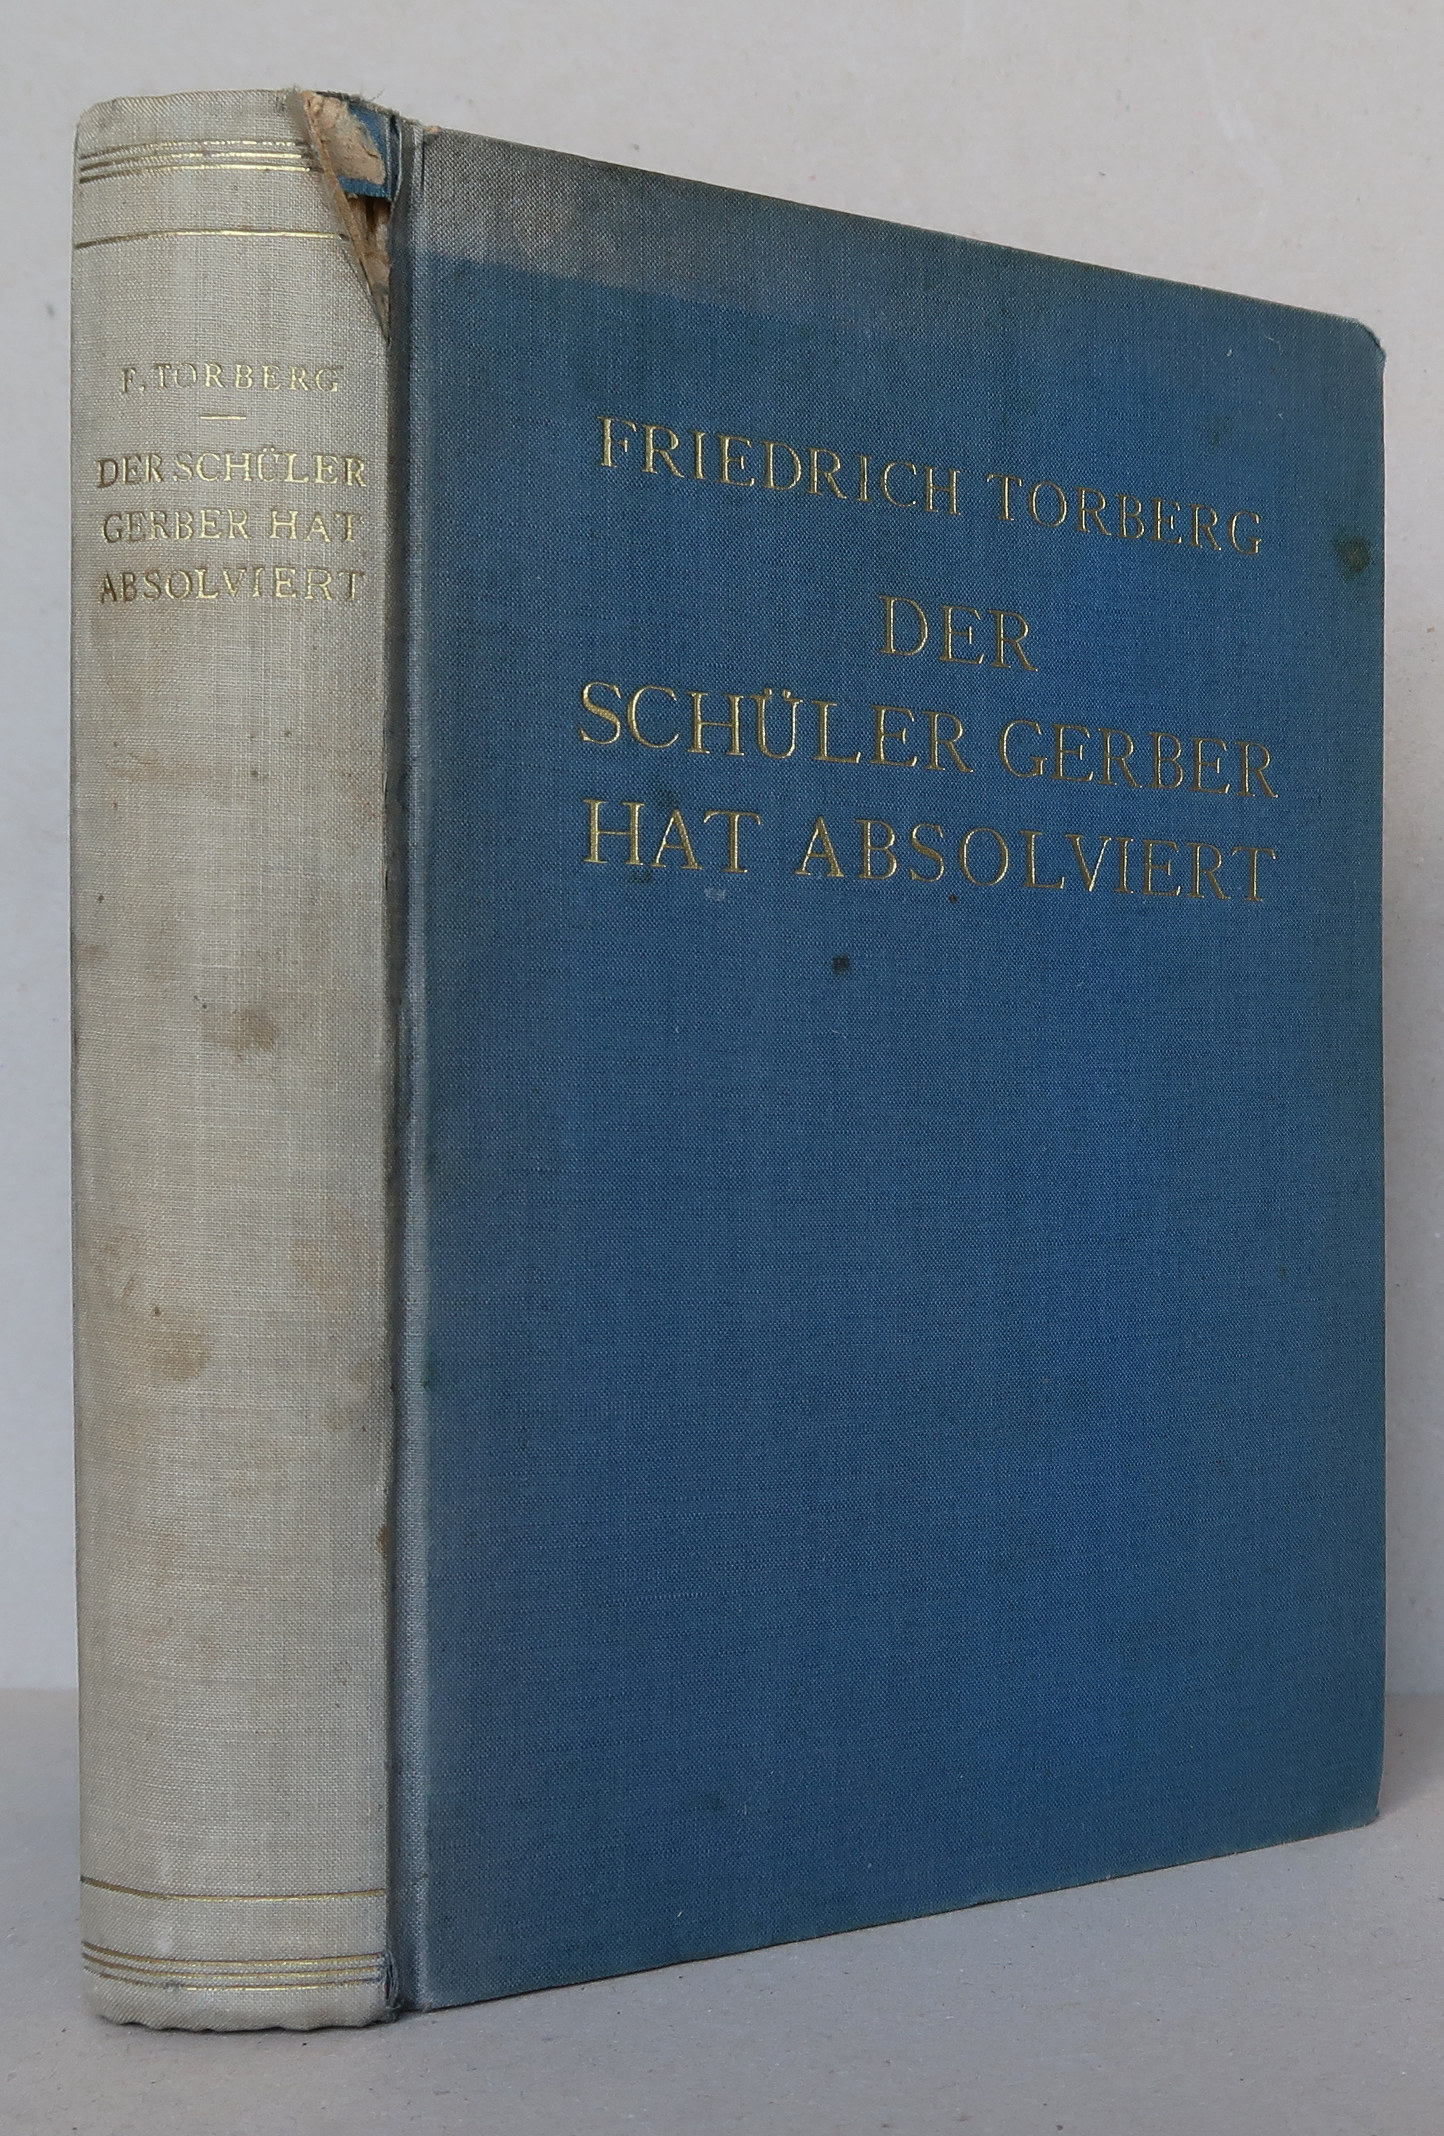 F. TORBERG
DER SCHÜLER
GERBER HAT
ABSOLVIERT
FRIEDRICH TORBERG
DER
SCHÜLER GERBER
HAT ABSOLVIERT